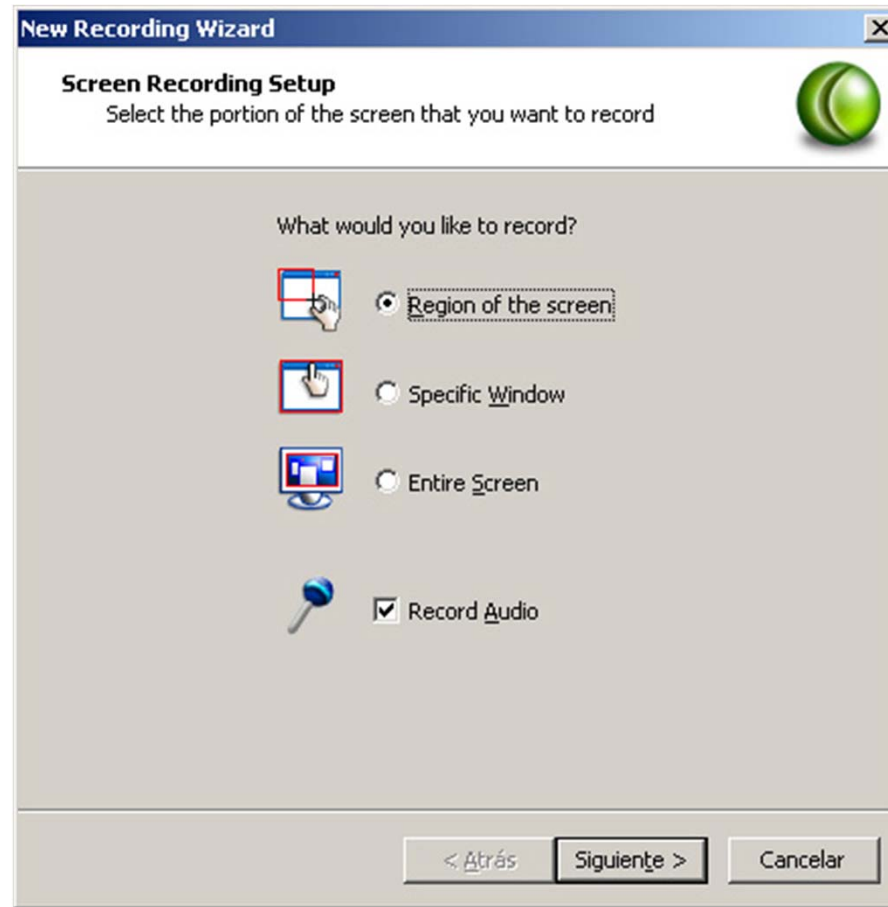 New Recording Wizard
Screen Recording Setup
Select the portion of the screen that you want to record
What would you like to record?
Region of the screen
Specific Window
Entire Screen
Record Audio
< Atrás Siguiente > Cancelar